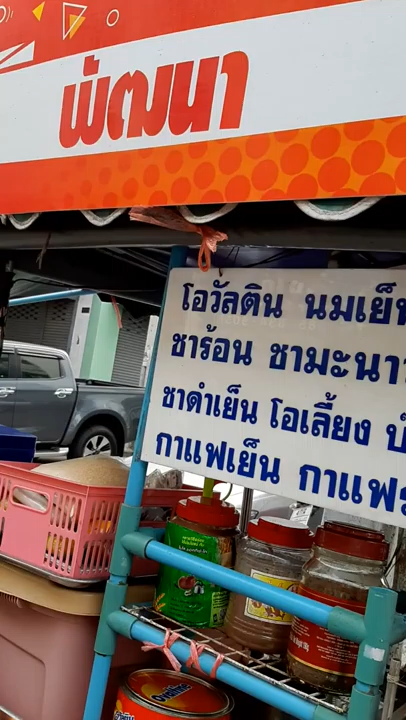 พัฒนา
โอวัลติน นมเย็
ชาร้อน ชามะนา
ชาดำเย็น โอเลี้ยง
กาแฟเย็น กาแฟ
Ovaltine